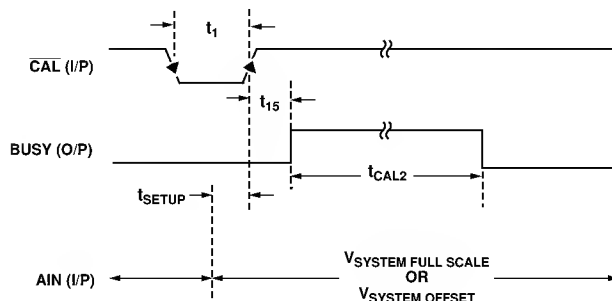 t1
CAL (I/P)
t15
BUSY (O/P)
tCAL2
tSETUP
VSYSTEM FULL SCALE
AIN (I/P)
OR
VSYSTEM OFFSET